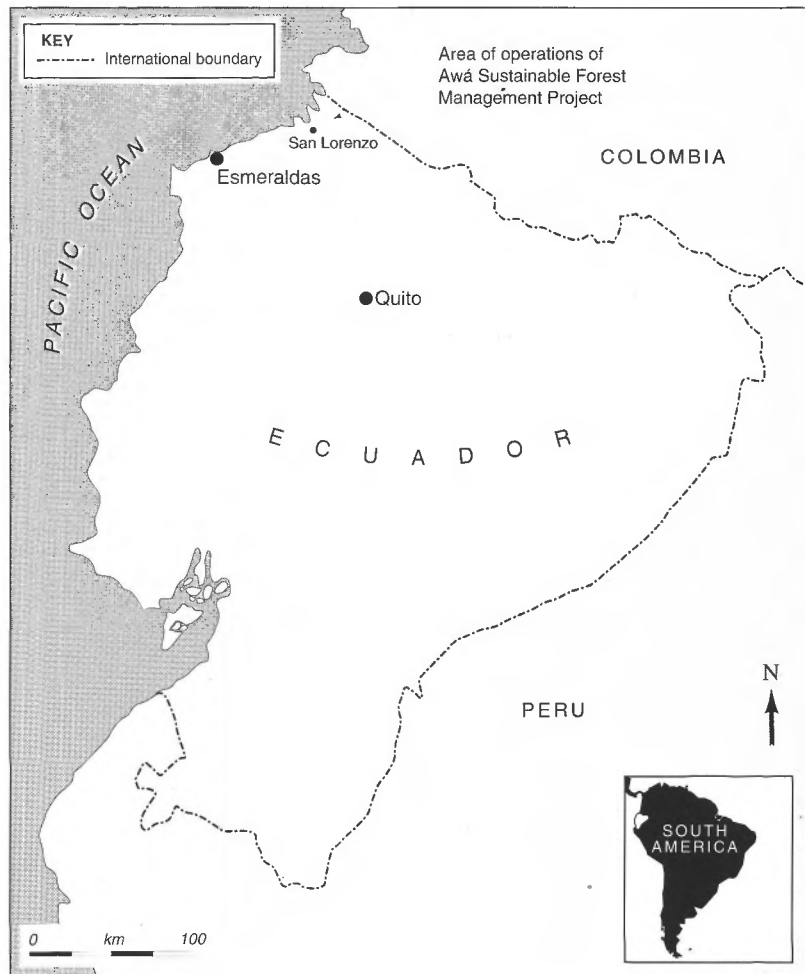 KEY
International boundary
Area of operations of
Awá Sustainable Forest
Management Project
San Lorenzo
COLOMBIA
Esmeraldas
PACIFIC OCEAN
Quito
ECUADOR
N
PERU
SOUTH
AMERICA
0 km 100